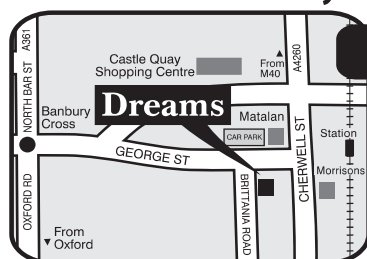 A361
NORTH BAR ST
Castle Quay
Shopping Centre
From
M40
A4260
Banbury
Cross
Dreams
Matalan
CAR PARK
Station
GEORGE ST
CHERWELL ST
Morrisons
BRITTANIA ROAD
OXFORD RD
From
Oxford